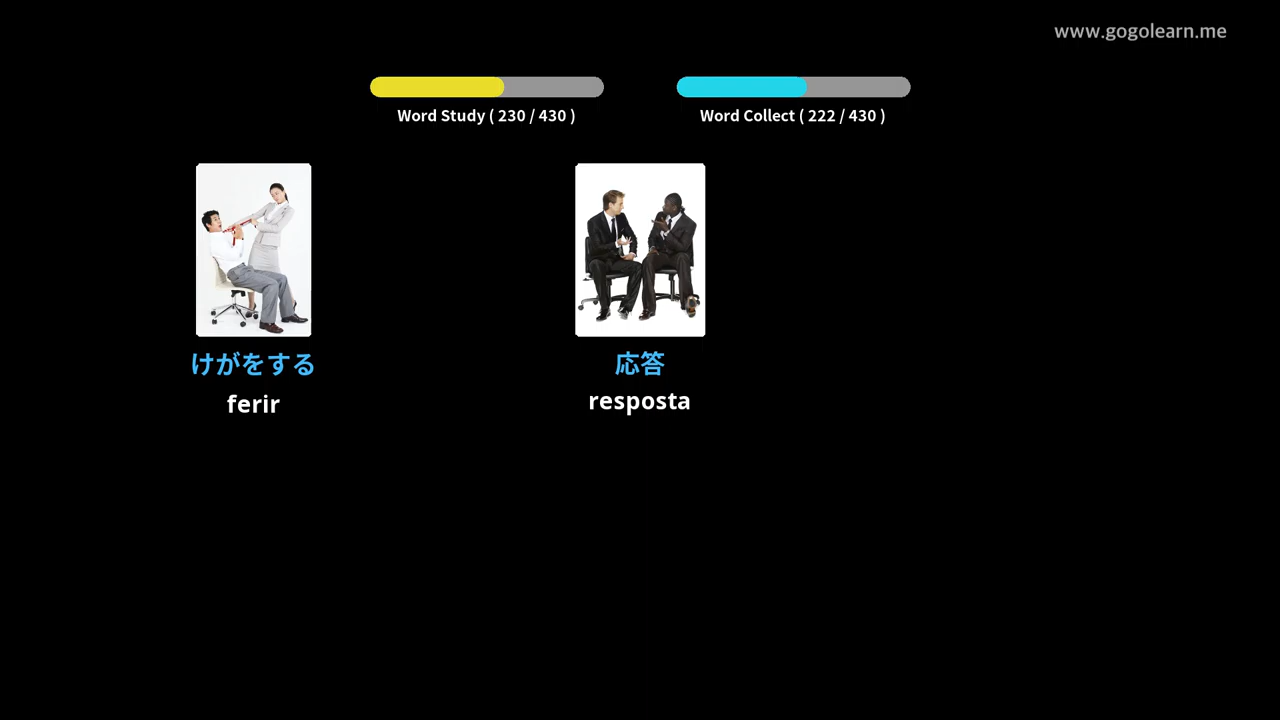 www.gogolearn.me
Word Study ( 230 / 430 )
Word Collect ( 222 / 430 )
けがをする
ferir
応答
resposta